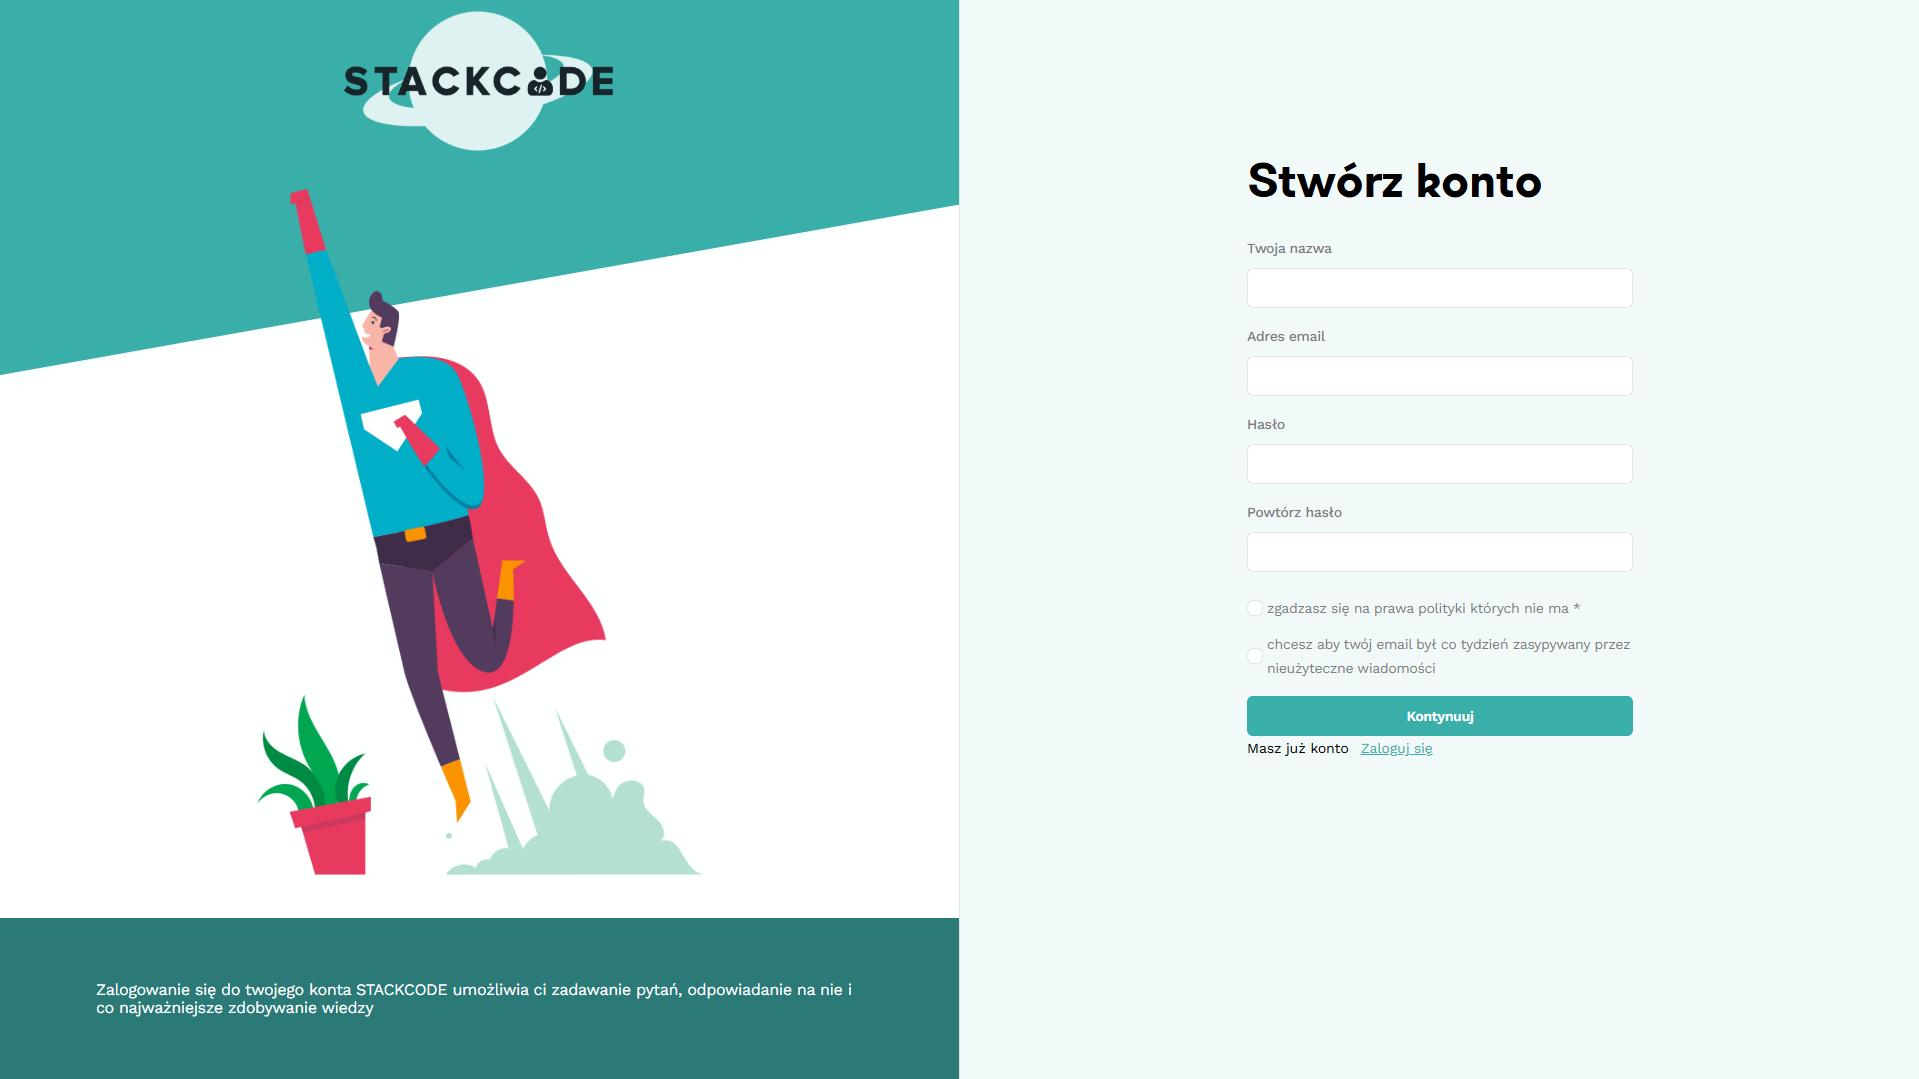 STACKCODE
Stwórz konto
Twoja nazwa
Adres email
Hasło
Powtórz hasło
zgadzasz się na prawa polityki których nie ma *
chcesz aby twój email był co tydzień zasypywany przez
nieużyteczne wiadomości
Kontynuuj
Masz już konto Zaloguj się
Zalogowanie się do twojego konta STACKCODE umożliwia ci zadawanie pytań, odpowiadanie na nie i
co najważniejsze zdobywanie wiedzy